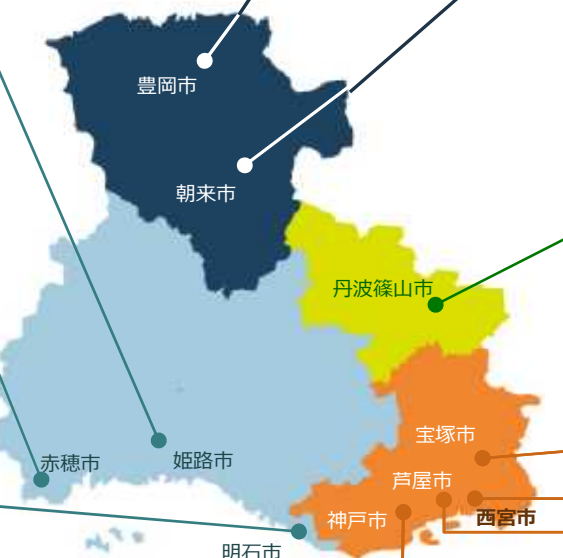 豊岡市
朝来市
丹波篠山市
宝塚市
赤穂市
姫路市
芦屋市
神戸市
西宮市
明石市